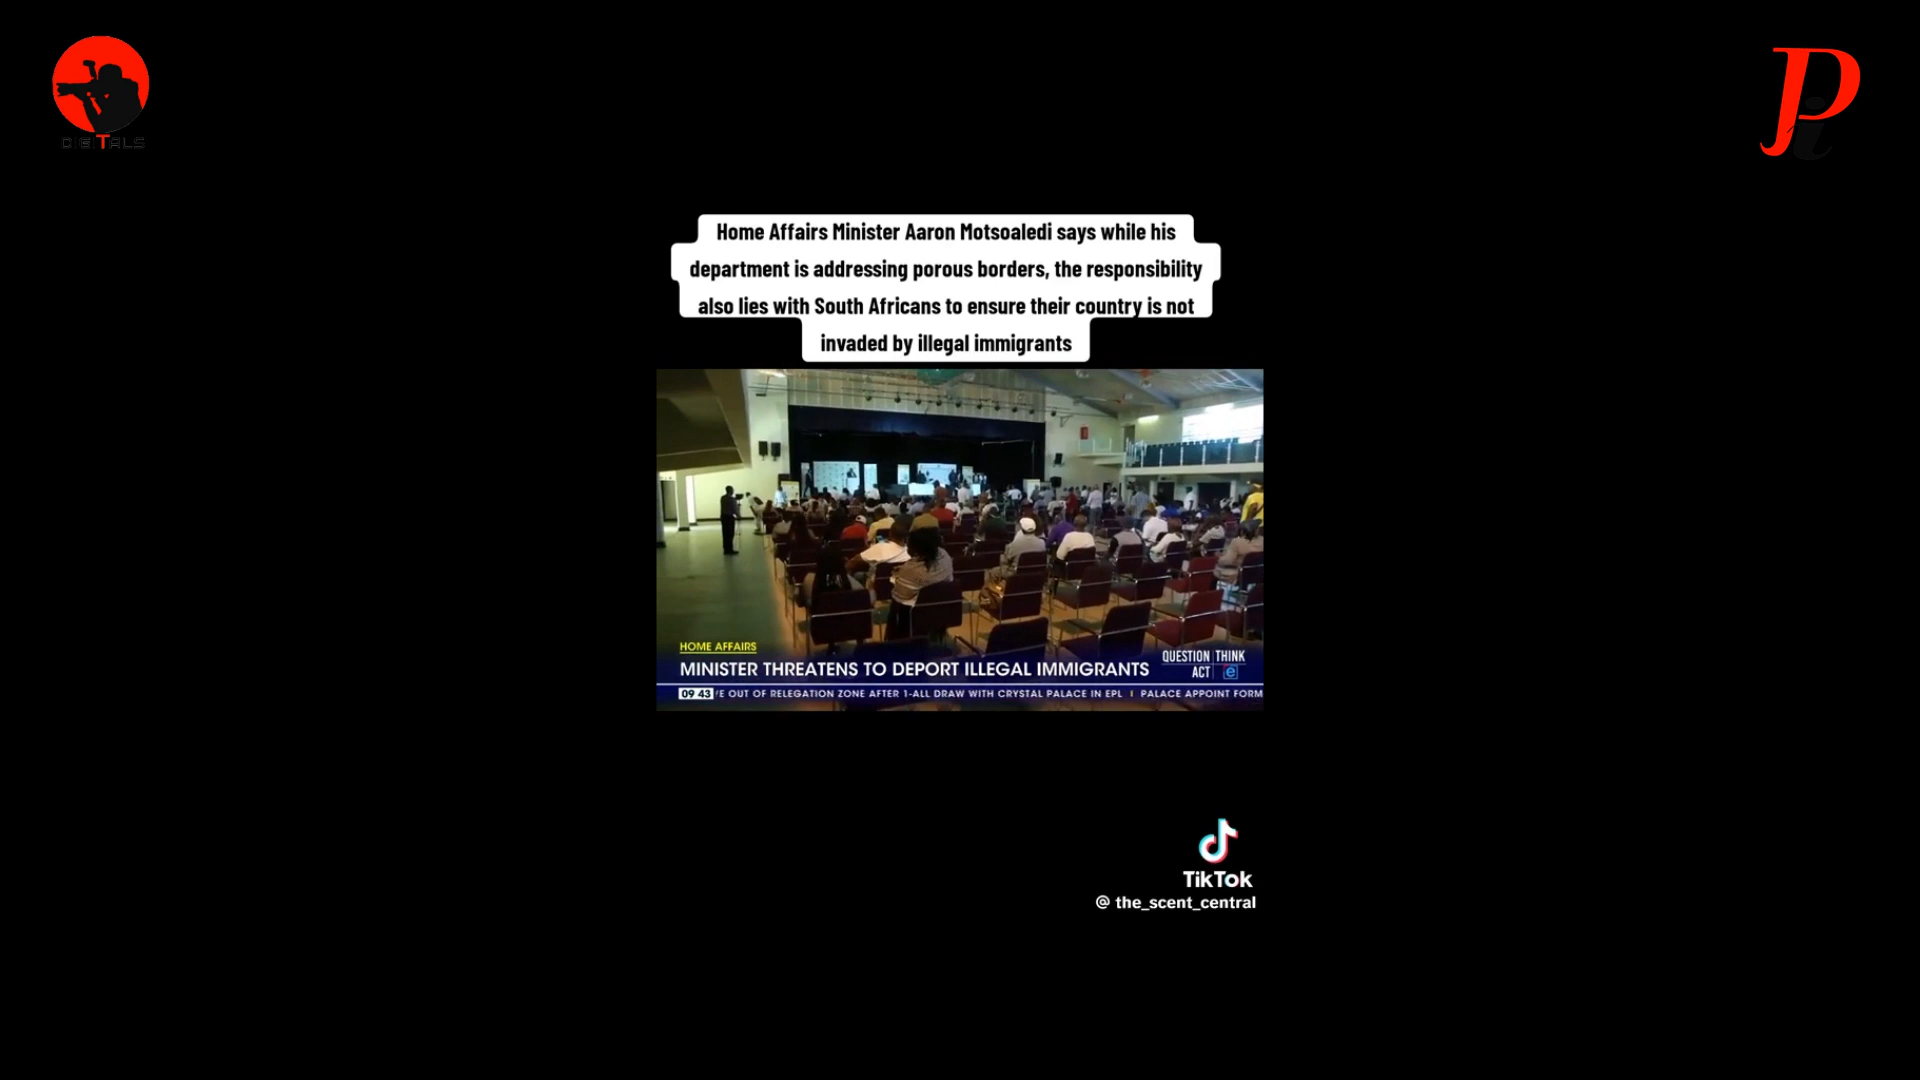 DIGITALS
Pi
Home Affairs Minister Aaron Motsoaledi says while his
department is addressing porous borders, the responsibility
also lies with South Africans to ensure their country is not
invaded by illegal immigrants
HOME AFFAIRS
MINISTER THREATENS TO DEPORT ILLEGAL IMMIGRANTS
QUESTION THINK
ACT e
09 43 'E OUT OF RELEGATION ZONE AFTER 1-ALL DRAW WITH CRYSTAL PALACE IN EPL I PALACE APPOINT FORM
TikTok
@ the_scent_central